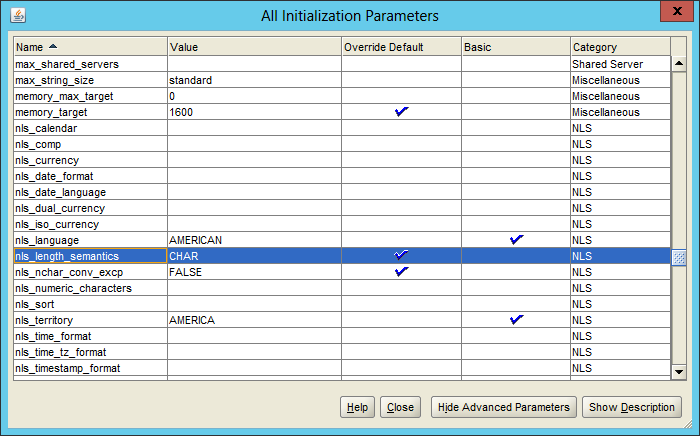 All Initialization Parameters
x
Name Value Override Default Basic Category
max_shared_servers Shared Server
max_string_size standard Miscellaneous
memory_max_target 0 Miscellaneous
memory_target 1600 Miscellaneous
nls_calendar NLS
nls_comp NLS
nls_currency NLS
nls_date_format NLS
nls_date_language NLS
nls_dual_currency NLS
nls_iso_currency NLS
nls_language AMERICAN NLS
nls_length_semantics CHAR NLS
nls_nchar_conv_excp FALSE NLS
nls_numeric_characters NLS
nls_sort NLS
nls_territory AMERICA NLS
nls_time_format NLS
nls_time_tz_format NLS
nls_timestamp_format NLS
Help Close Hide Advanced Parameters Show Description